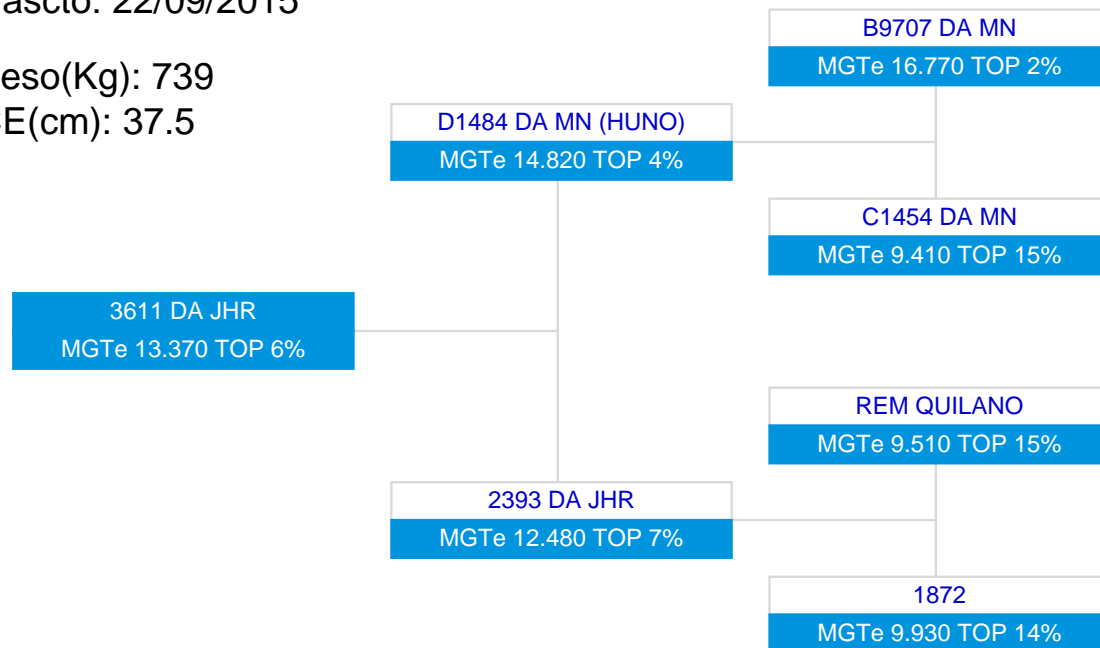 ascto: 22/09/2015
eso(Kg): 739
E(cm): 37.5
B9707 DA MN
MGTe 16.770 TOP 2%
D1484 DA MN (HUNO)
MGTe 14.820 TOP 4%
C1454 DA MN
MGTe 9.410 TOP 15%
3611 DA JHR
MGTe 13.370 TOP 6%
REM QUILANO
MGTe 9.510 TOP 15%
2393 DA JHR
MGTe 12.480 TOP 7%
1872
MGTe 9.930 TOP 14%